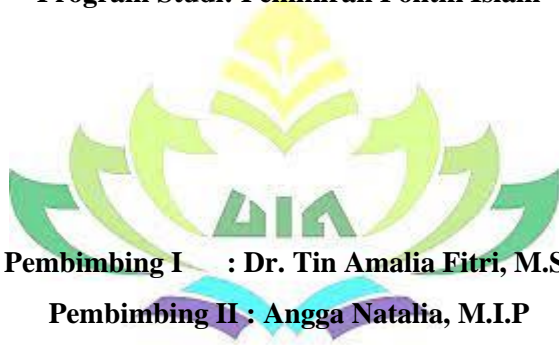 Program Studi: Pemikiran Politik Islam
Pembimbing I : Dr. Tin Amalia Fitri, M.S
Pembimbing II : Angga Natalia, M.I.P